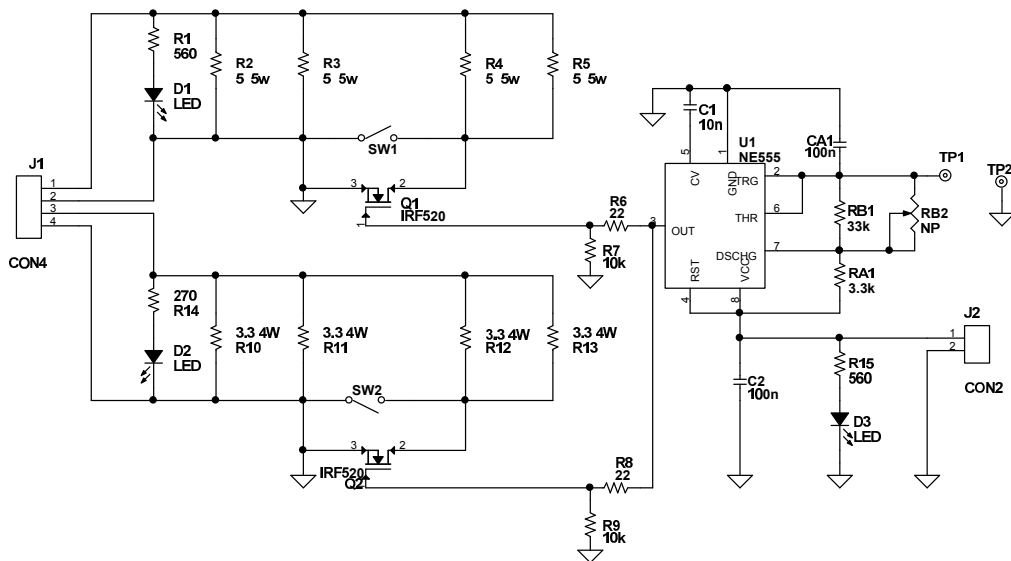 R1
560
D1
LED
R2
5 5w
R3
5 5w
R4
5 5w
R5
5 5w
SW1
J1
1
2
3
4
CON4
3
2
1
Q1
IRF520
R6
22
R7
10k
C1
10n
U1
NE555
5
1
CV
GND
TRG
THR
DSCHG
OUT
RST
VCC
2
6
7
3
4
8
CA1
100n
TP1
TP2
RB1
33k
RB2
NP
RA1
3.3k
270
R14
D2
LED
3.3 4W
R10
3.3 4W
R11
3.3 4W
R12
3.3 4W
R13
SW2
3
2
1
IRF520
Q2
R8
22
R9
10k
C2
100n
R15
560
D3
LED
J2
1
2
CON2